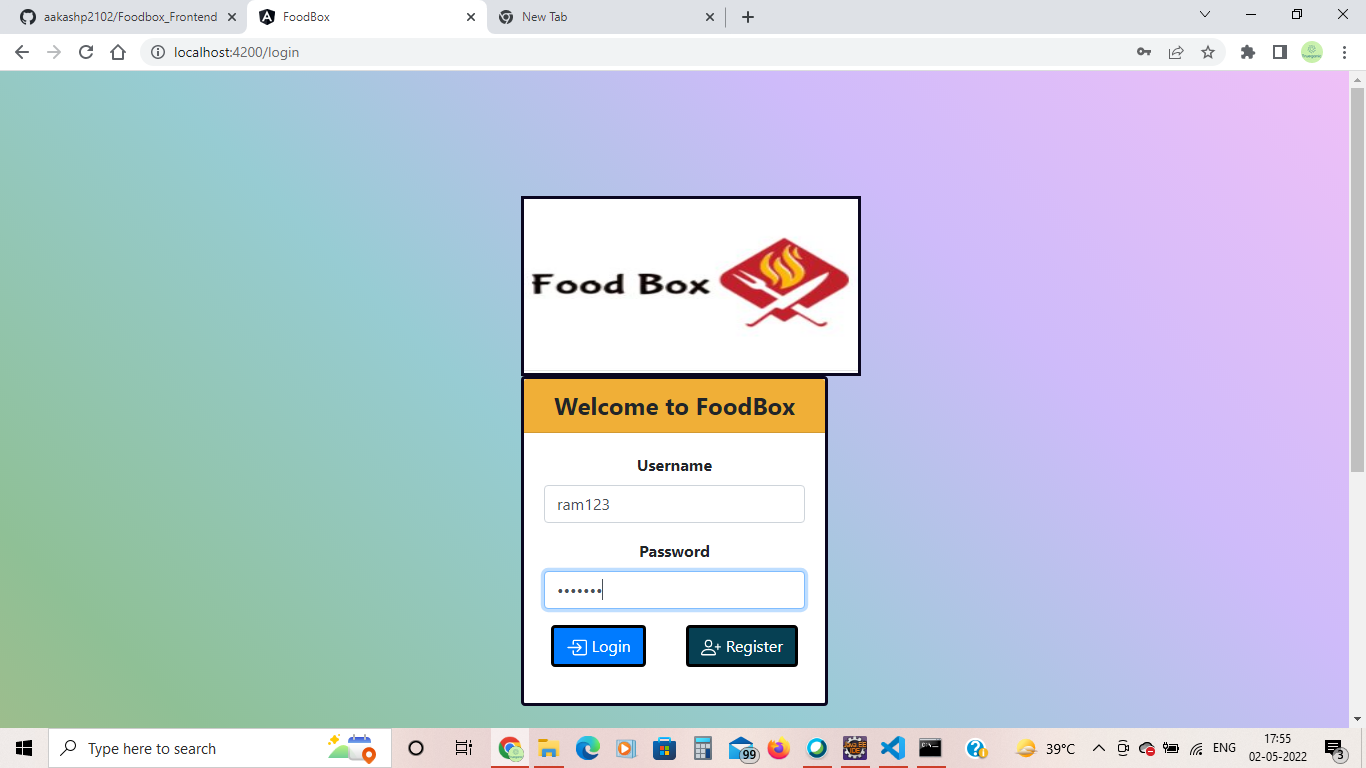 aakashp2102/Foodbox_Frontend
FoodBox
New Tab
localhost:4200/login
Food Box
Welcome to FoodBox
Username
ram123
Password
•••••••
Login
Register
Type here to search
99
39°C
ENG
17:55
02-05-2022
3